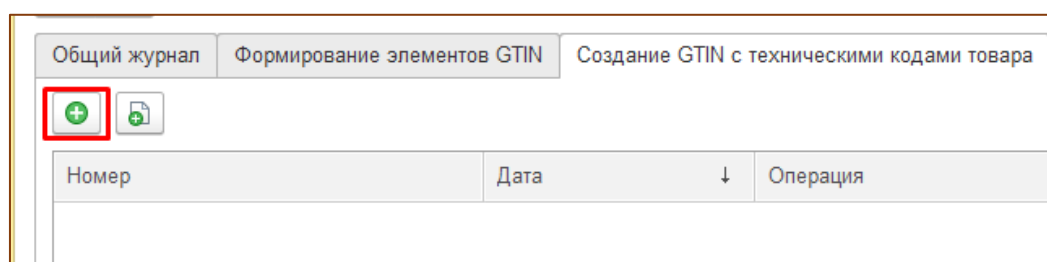 Общий журнал Формирование элементов GTIN Создание GTIN с техническими кодами товара
Номер Дата ↓ Операция